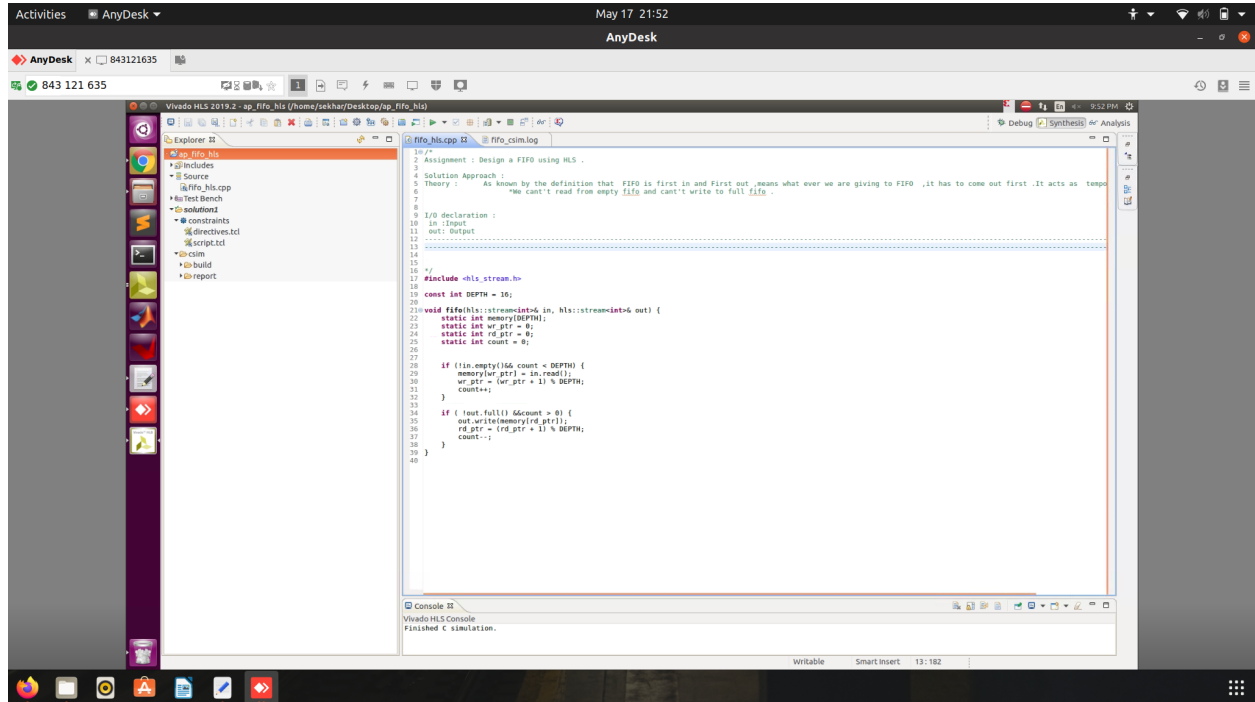 Activities AnyDesk May 17 21:52
AnyDesk
AnyDesk 843121635
843 121 635 1
Vivado HLS 2019.2 - ap_fifo_hls (/home/sekhar/Desktop/ap_fifo_hls) En 9:52 PM
Debug Synthesis Analysis
Explorer
ap_fifo_hls
Includes
Source
fifo_hls.cpp
Test Bench
solution1
constraints
directives.tcl
script.tcl
csim
build
report
fifo_hls.cpp fifo_csim.log
1 /*
2 Assignment : Design a FIFO using HLS .
3
4 Solution Approach :
5 Theory : As known by the definition that FIFO is first in and First out ,means what ever we are giving to FIFO ,it has to come out first .It acts as tempo
6 *We cant't read from empty fifo and cant't write to full fifo .
7
8
9 I/O declaration :
10 in :Input
11 out: Output
12
13
14
15
16 */
17 #include <hls_stream.h>
18
19 const int DEPTH = 16;
20
21 void fifo(hls::stream<int>& in, hls::stream<int>& out) {
22 static int memory[DEPTH];
23 static int wr_ptr = 0;
24 static int rd_ptr = 0;
25 static int count = 0;
26
27
28 if (!in.empty()&& count < DEPTH) {
29 memory[wr_ptr] = in.read();
30 wr_ptr = (wr_ptr + 1) % DEPTH;
31 count++;
32 }
33
34 if ( !out.full() &&count > 0) {
35 out.write(memory[rd_ptr]);
36 rd_ptr = (rd_ptr + 1) % DEPTH;
37 count--;
38 }
39 }
40
Console
Vivado HLS Console
Finished C simulation.
Writable Smart Insert 13 : 182